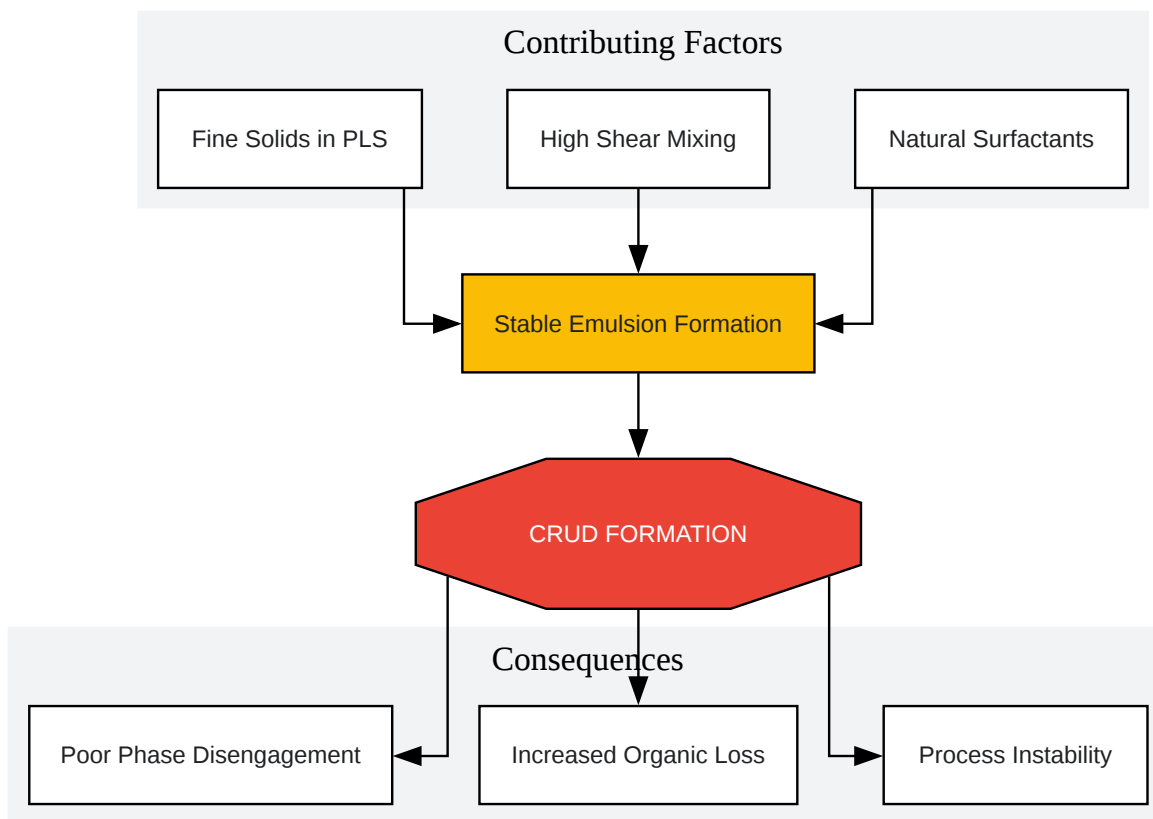 Contributing Factors
Fine Solids in PLS
High Shear Mixing
Natural Surfactants
Stable Emulsion Formation
CRUD FORMATION
Consequences
Poor Phase Disengagement
Increased Organic Loss
Process Instability